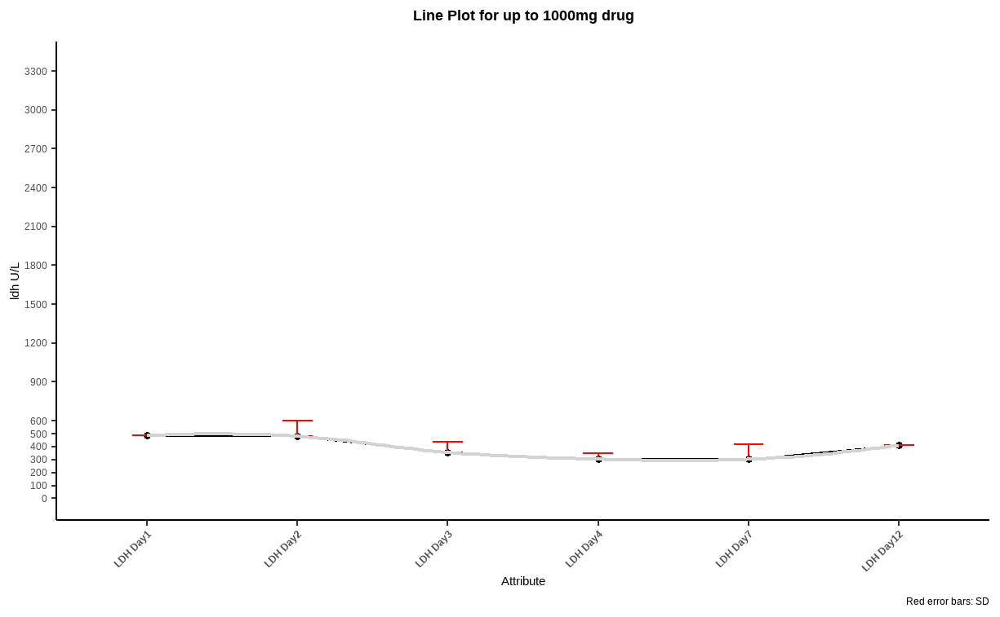 Line Plot for up to 1000mg drug
ldh U/L
3300
3000
2700
2400
2100
1800
1500
1200
900
600
500
400
300
200
100
0
LDH Day1
LDH Day2
LDH Day3
LDH Day4
LDH Day7
LDH Day12
Attribute
Red error bars: SD